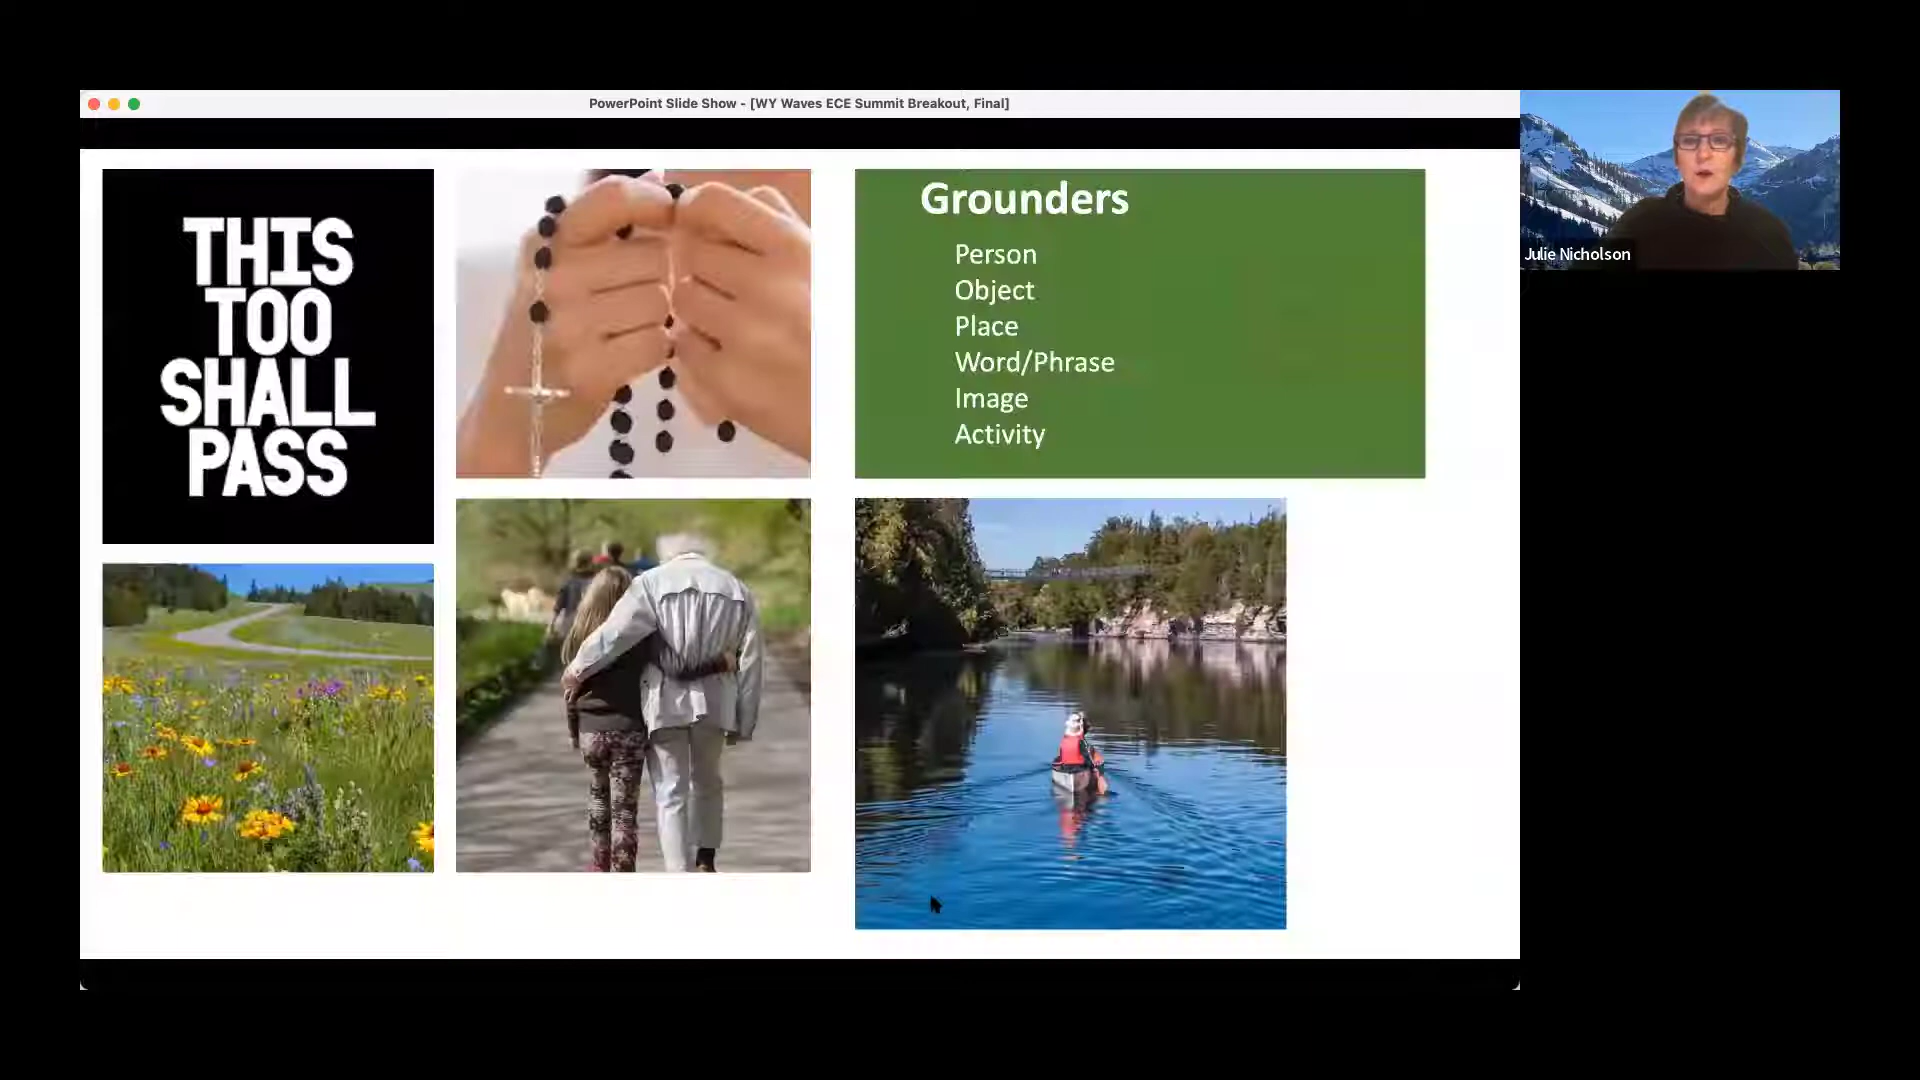 PowerPoint Slide Show - [WY Waves ECE Summit Breakout, Final]
THIS
TOO
SHALL
PASS
Grounders
Person
Object
Place
Word/Phrase
Image
Activity
Julie Nicholson